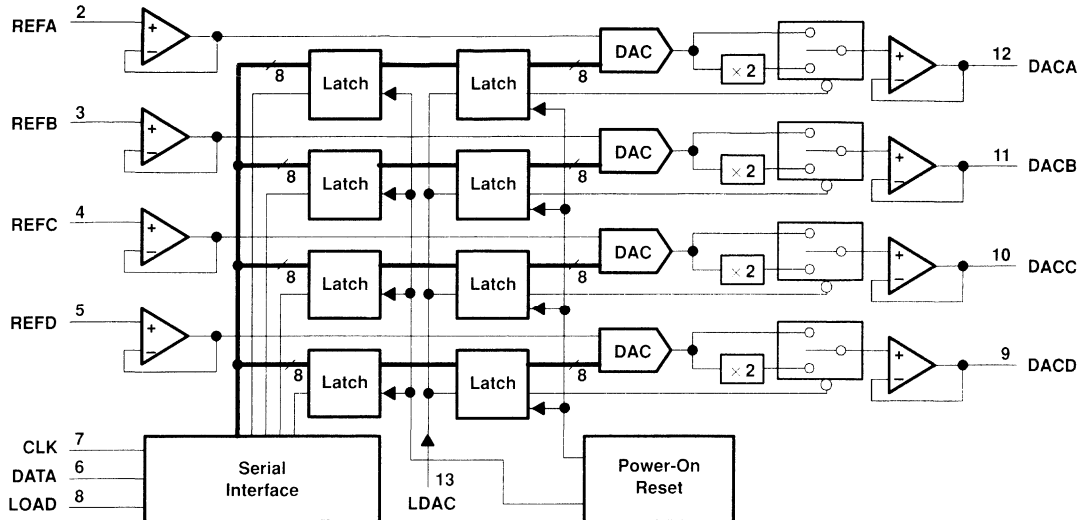 REFA 2
+
−
8
Latch
Latch
8
DAC
× 2
+
−
12 DACA
REFB 3
+
−
8
Latch
Latch
8
DAC
× 2
+
−
11 DACB
REFC 4
+
−
8
Latch
Latch
8
DAC
× 2
+
−
10 DACC
REFD 5
+
−
8
Latch
Latch
8
DAC
× 2
+
−
9 DACD
CLK 7
DATA 6
LOAD 8
Serial
Interface
13
LDAC
Power-On
Reset